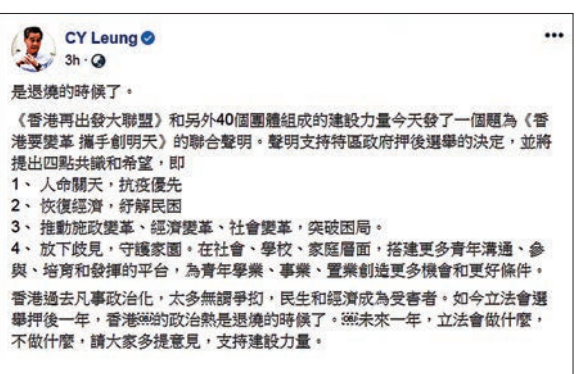 CY Leung
3h
是退燒的時候了。
《香港再出發大聯盟》和另外40個團體組成的建設力量今天發了一個題為《香
港要變革 攜手創明天》的聯合聲明。聲明支持特區政府押後選舉的決定，並將
提出四點共識和希望，即
1、人命關天，抗疫優先
2、恢復經濟，紓解民困
3、推動施政變革、經濟變革、社會變革，突破困局。
4、放下歧見，守護家園。在社會、學校、家庭層面，搭建更多青年溝通、參
與、培育和發揮的平台，為青年學業、事業、置業創造更多機會和更好條件。
香港過去凡事政治化，太多無謂爭拗，民生和經濟成為受害者。如今立法會選
舉押後一年，香港的政治熱是退燒的時候了。未來一年，立法會做什麼，
不做什麼，請大家多提意見，支持建設力量。